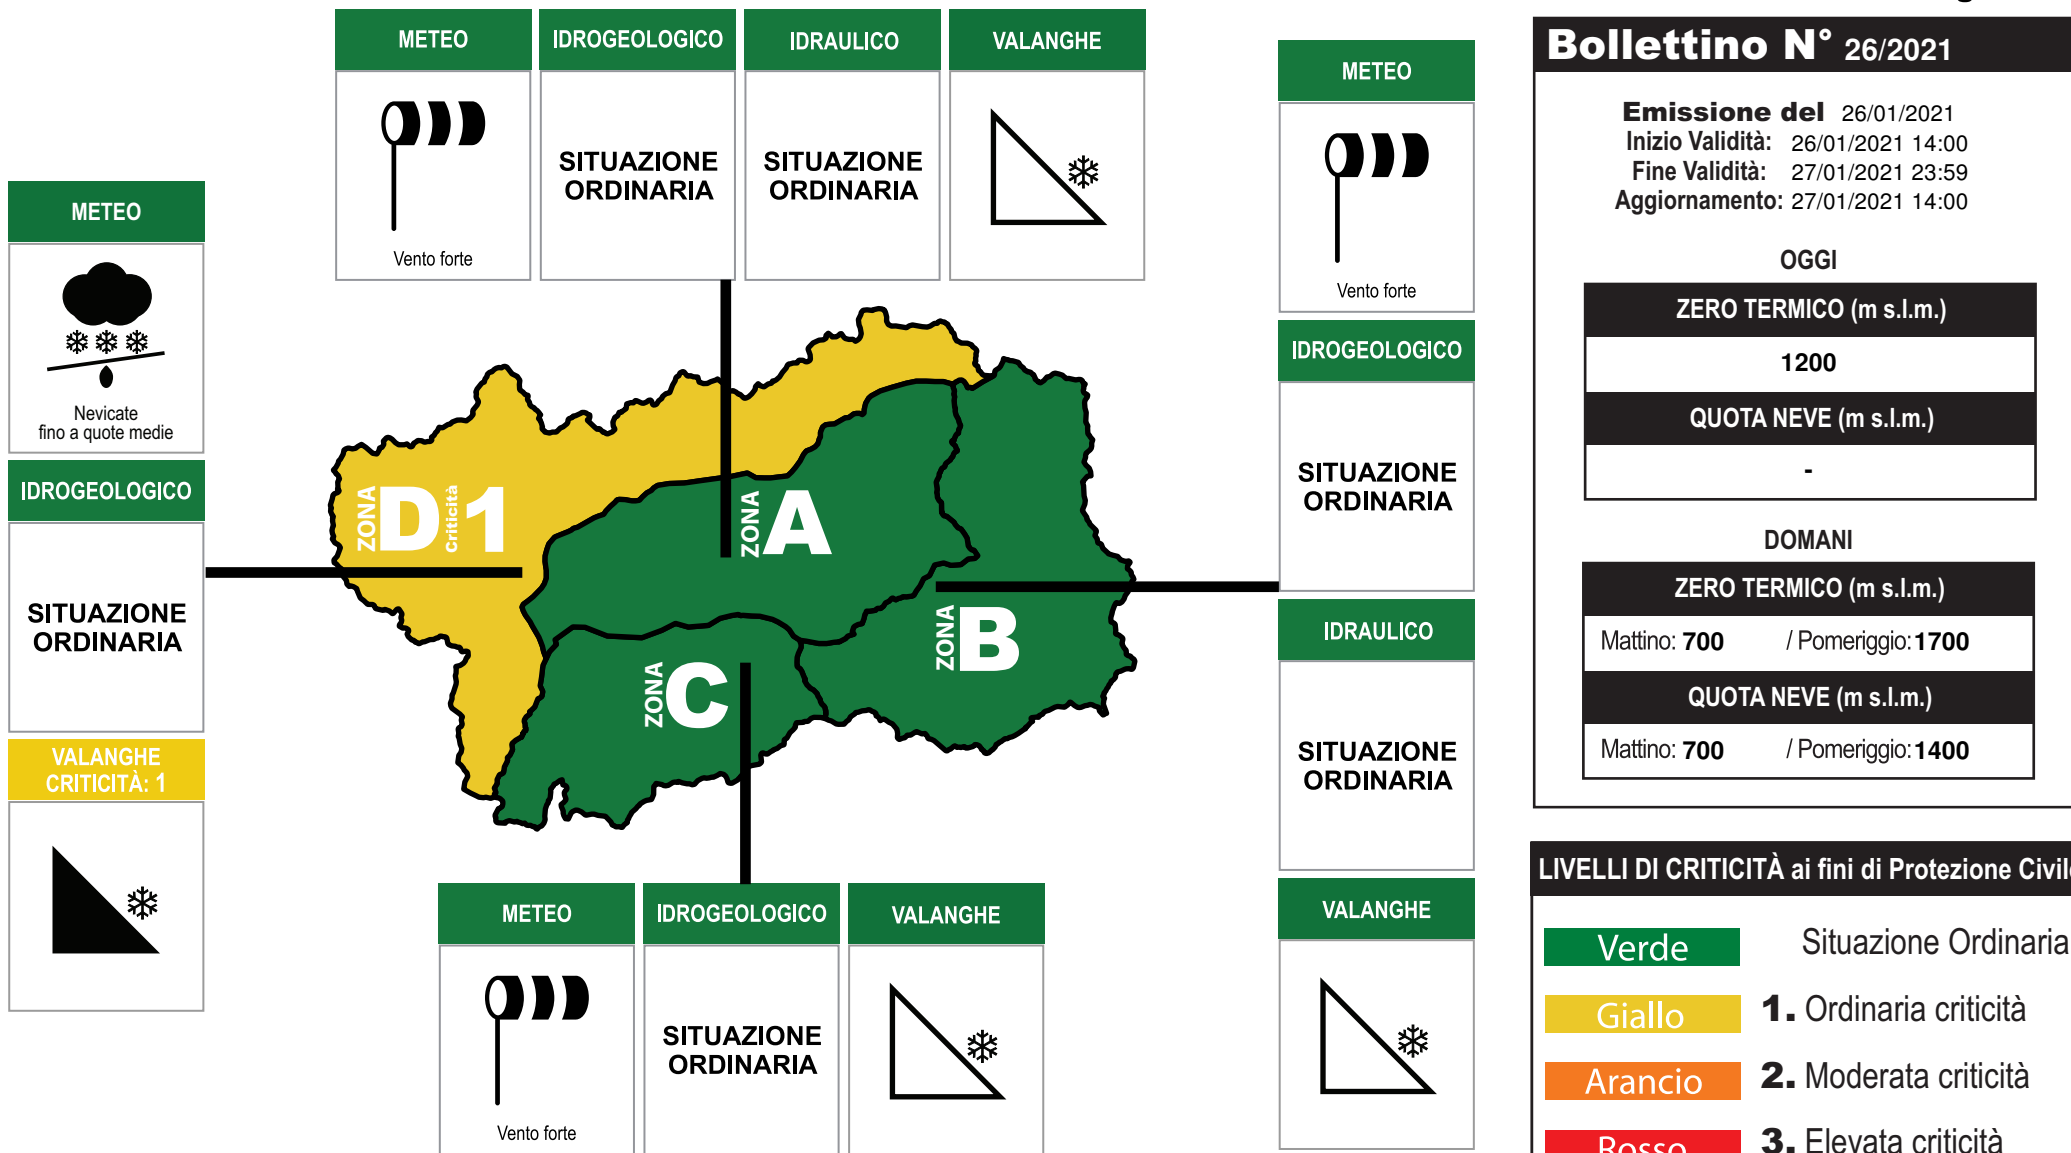 METEO
IDROGEOLOGICO
IDRAULICO
VALANGHE
Vento forte
SITUAZIONE
ORDINARIA
SITUAZIONE
ORDINARIA
METEO
Nevicate
fino a quote medie
IDROGEOLOGICO
SITUAZIONE
ORDINARIA
VALANGHE
CRITICITÀ: 1
ZONA D Criticità 1
ZONA A
ZONA B
ZONA C
METEO
IDROGEOLOGICO
VALANGHE
Vento forte
SITUAZIONE
ORDINARIA
METEO
Vento forte
IDROGEOLOGICO
SITUAZIONE
ORDINARIA
IDRAULICO
SITUAZIONE
ORDINARIA
VALANGHE
Bollettino N° 26/2021
Emissione del 26/01/2021
Inizio Validità: 26/01/2021 14:00
Fine Validità: 27/01/2021 23:59
Aggiornamento: 27/01/2021 14:00
OGGI
ZERO TERMICO (m s.l.m.)
1200
QUOTA NEVE (m s.l.m.)
-
DOMANI
ZERO TERMICO (m s.l.m.)
Mattino: 700 / Pomeriggio: 1700
QUOTA NEVE (m s.l.m.)
Mattino: 700 / Pomeriggio: 1400
LIVELLI DI CRITICITÀ ai fini di Protezione Civile
Verde Situazione Ordinaria
Giallo 1. Ordinaria criticità
Arancio 2. Moderata criticità
Rosso 3. Elevata criticità